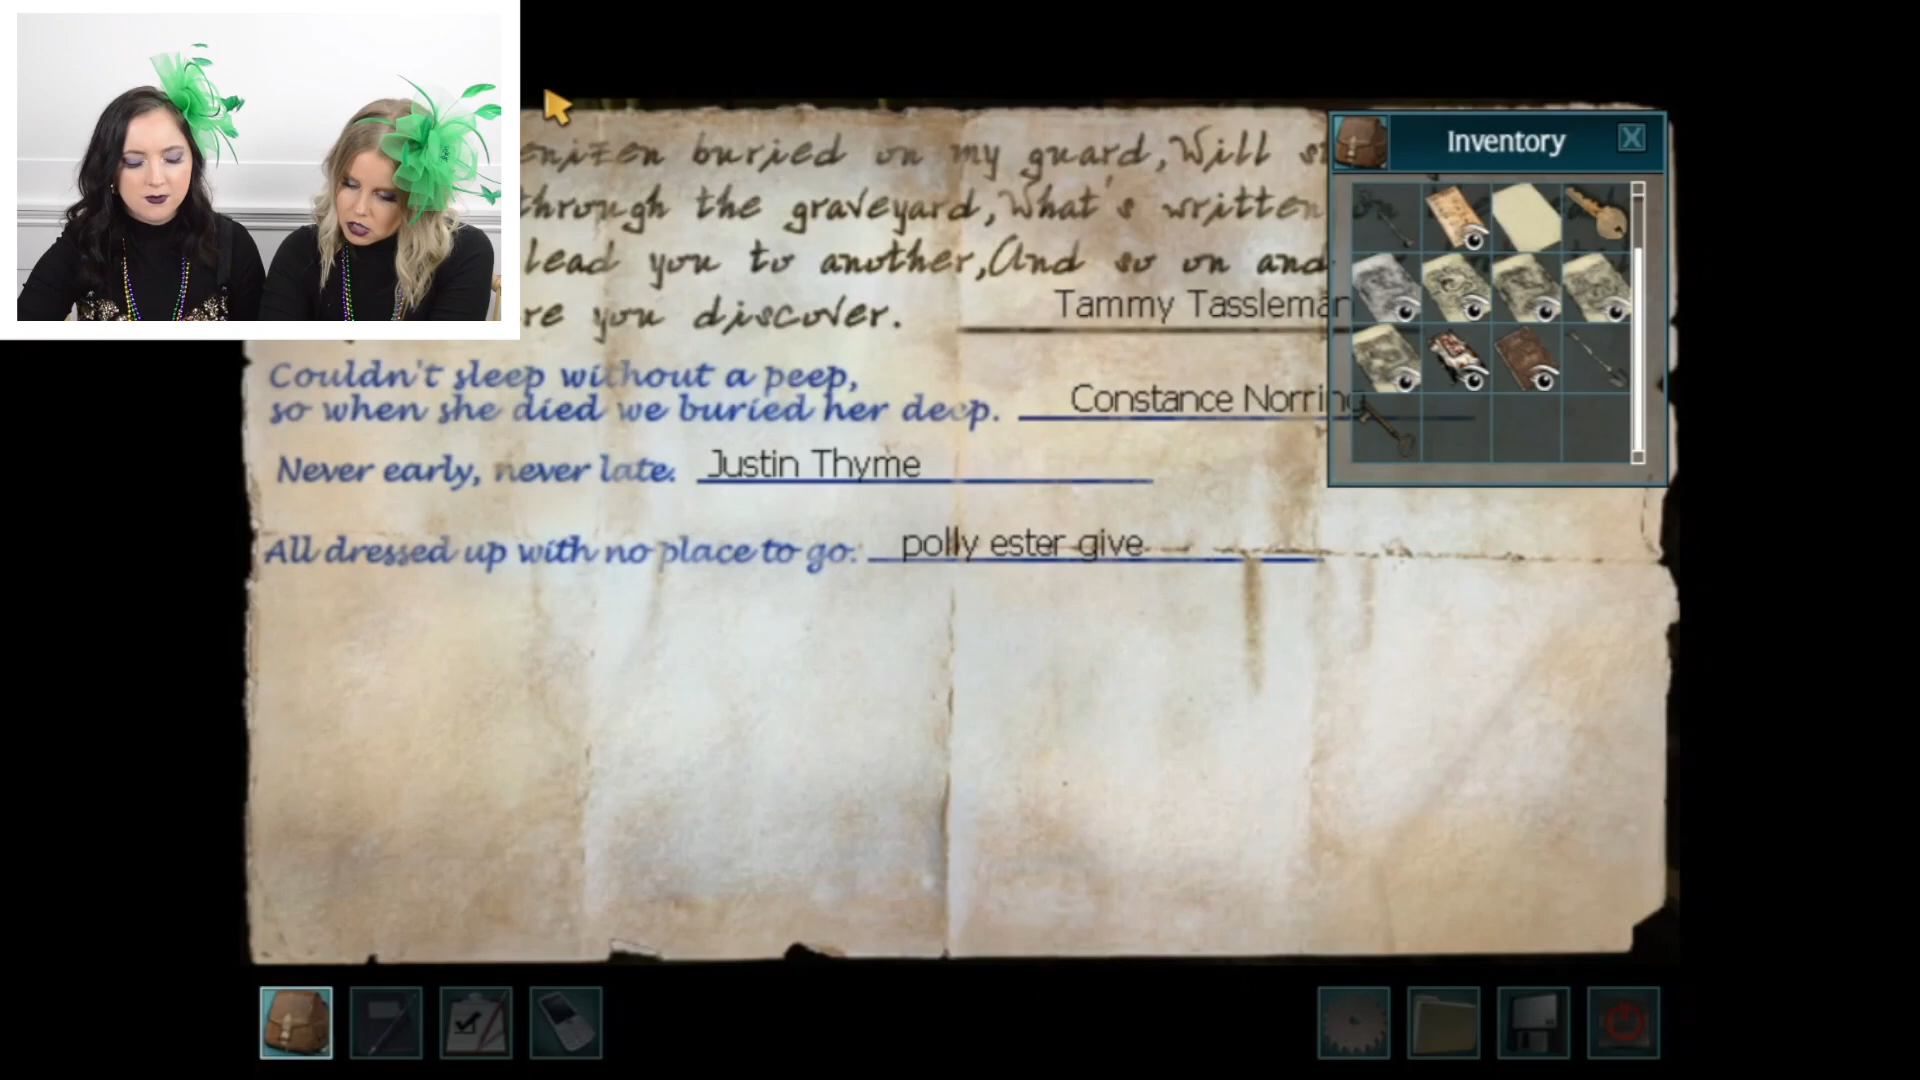 enizen buried on my guard, Will
through the graveyard, What's written
lead you to another, And so on and
re you discover.
Tammy Tassleman
Couldn't sleep without a peep,
so when she died we buried her deep.
Constance Norring
Never early, never late.
Justin Thyme
All dressed up with no place to go.
polly ester give
Inventory
X